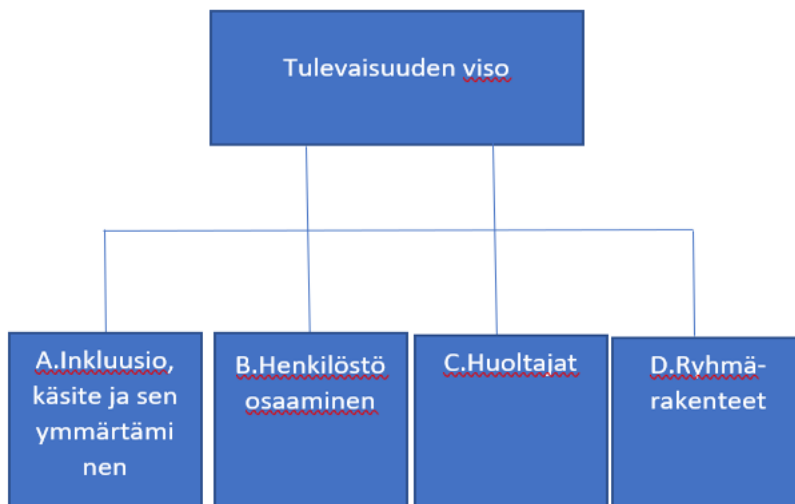 Tulevaisuuden viso
A.Inkluusio,
käsite ja sen
ymmärtämi
nen
B.Henkilöstö
osaaminen
C.Huoltajat
D.Ryhmä-
rakenteet